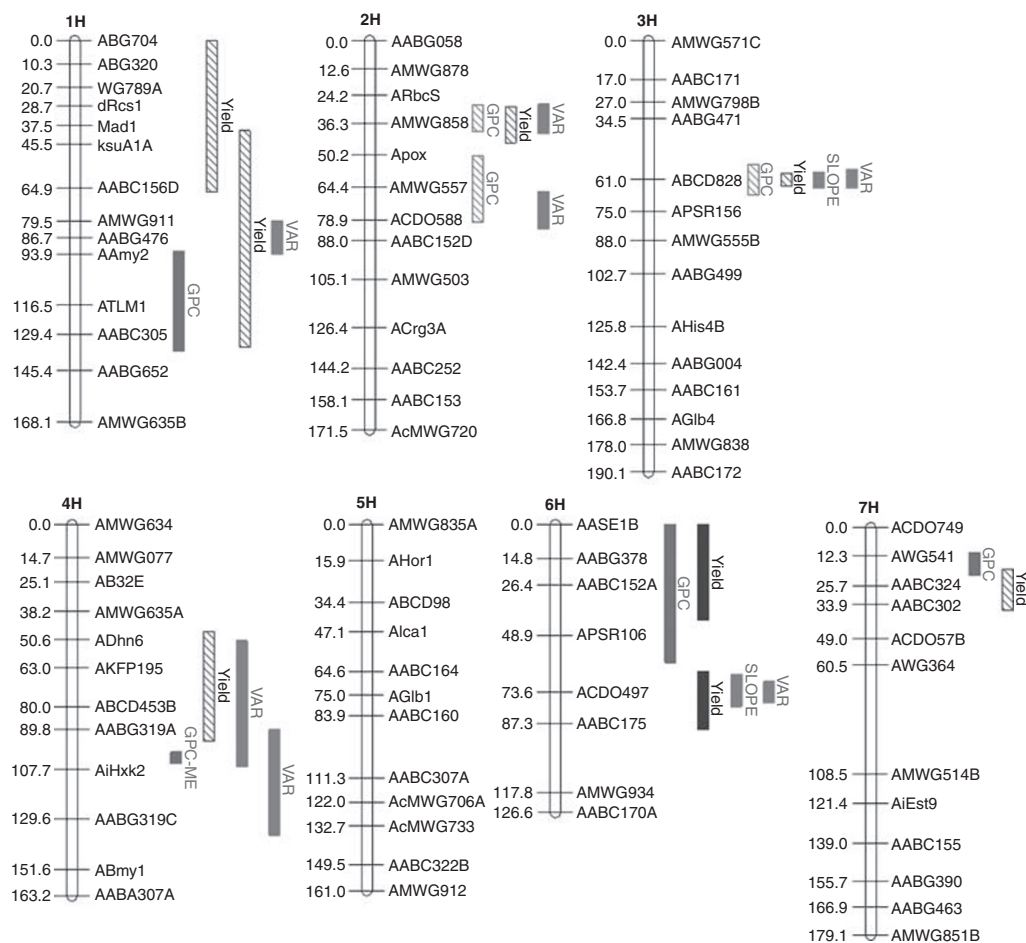 1H
0.0 ABG704
10.3 ABG320
20.7 WG789A
28.7 dRcs1
37.5 Mad1
45.5 ksuA1A
64.9 AABC156D
79.5 AMWG911
86.7 AABG476
93.9 AAmy2
116.5 ATLM1
129.4 AABC305
145.4 AABG652
168.1 AMWG635B
GPC
Yield
Yield
VAR
2H
0.0 AABG058
12.6 AMWG878
24.2 ARbcS
36.3 AMWG858
50.2 Apox
64.4 AMWG557
78.9 ACDO588
88.0 AABC152D
105.1 AMWG503
126.4 ACrg3A
144.2 AABC252
158.1 AABC153
171.5 AcMWG720
GPC
Yield
VAR
GPC
VAR
3H
0.0 AMWG571C
17.0 AABC171
27.0 AMWG798B
34.5 AABG471
61.0 ABCD828
75.0 APSR156
88.0 AMWG555B
102.7 AABG499
125.8 AHis4B
142.4 AABG004
153.7 AABC161
166.8 AGlb4
178.0 AMWG838
190.1 AABC172
GPC
Yield
SLOPE
VAR
4H
0.0 AMWG634
14.7 AMWG077
25.1 AB32E
38.2 AMWG635A
50.6 ADhn6
63.0 AKFP195
80.0 ABCD453B
89.8 AABG319A
107.7 AiHxk2
129.6 AABG319C
151.6 ABmy1
163.2 AABA307A
GPC-ME
Yield
VAR
VAR
5H
0.0 AMWG835A
15.9 AHor1
34.4 ABCD98
47.1 Alca1
64.6 AABC164
75.0 AGlb1
83.9 AABC160
111.3 AABC307A
122.0 AcMWG706A
132.7 AcMWG733
149.5 AABC322B
161.0 AMWG912
6H
0.0 AASE1B
14.8 AABG378
26.4 AABC152A
48.9 APSR106
73.6 ACDO497
87.3 AABC175
117.8 AMWG934
126.6 AABC170A
GPC
Yield
Yield
SLOPE
VAR
7H
0.0 ACDO749
12.3 AWG541
25.7 AABC324
33.9 AABC302
49.0 ACDO57B
60.5 AWG364
108.5 AMWG514B
121.4 AiEst9
139.0 AABC155
155.7 AABG390
166.9 AABG463
179.1 AMWG851B
GPC
Yield